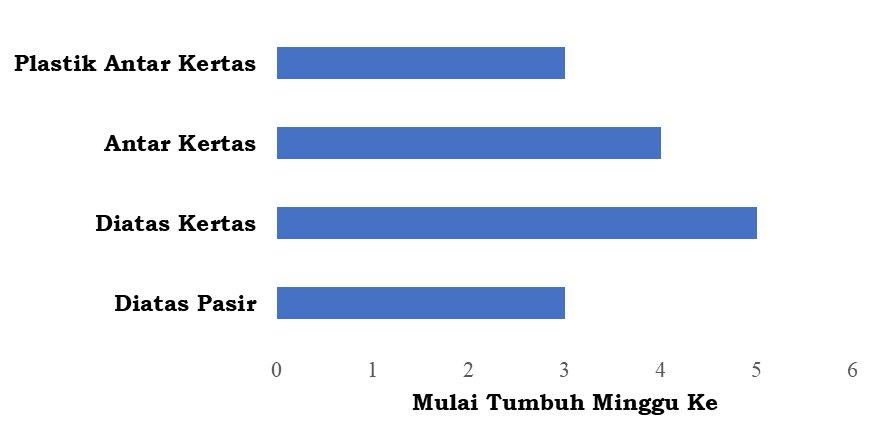 Plastik Antar Kertas
Antar Kertas
Diatas Kertas
Diatas Pasir
0 1 2 3 4 5 6
Mulai Tumbuh Minggu Ke